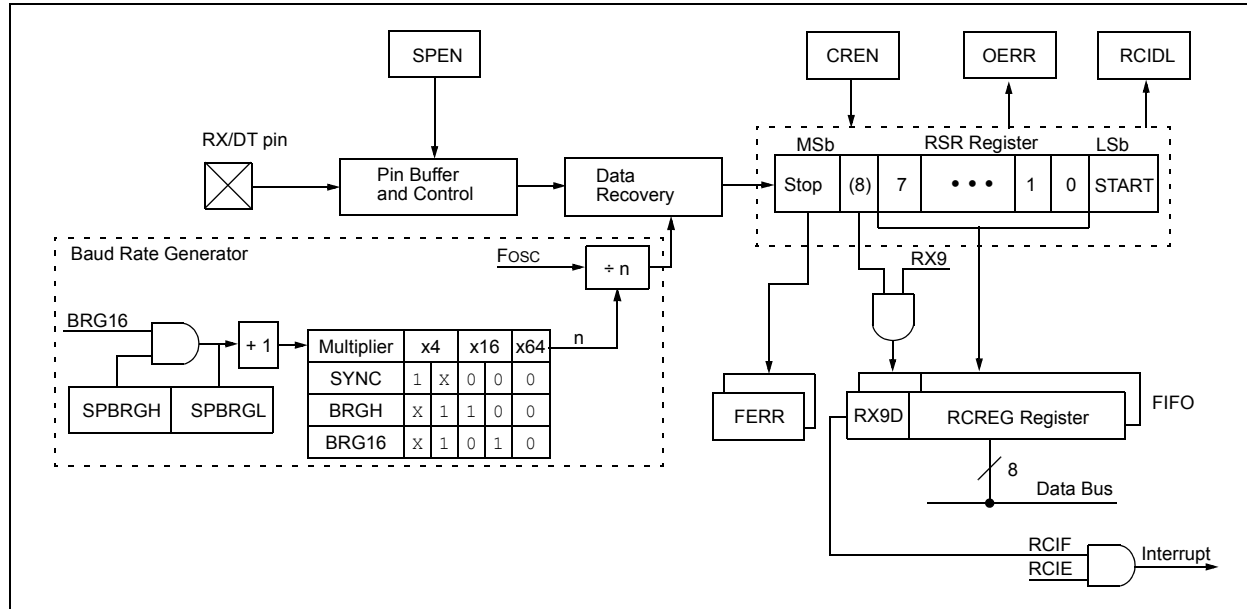 SPEN
CREN
OERR
RCIDL
RX/DT pin
MSb RSR Register LSb
Pin Buffer
and Control
Data
Recovery
Stop (8) 7 • • • 1 0 START
Baud Rate Generator
FOSC
÷ n
RX9
BRG16
+ 1
n
Multiplier x4 x16 x64
SYNC 1 X 0 0 0
BRGH X 1 1 0 0
BRG16 X 1 0 1 0
SPBRGH SPBRGL
FERR
RX9D RCREG Register
FIFO
8
Data Bus
RCIF
RCIE
Interrupt